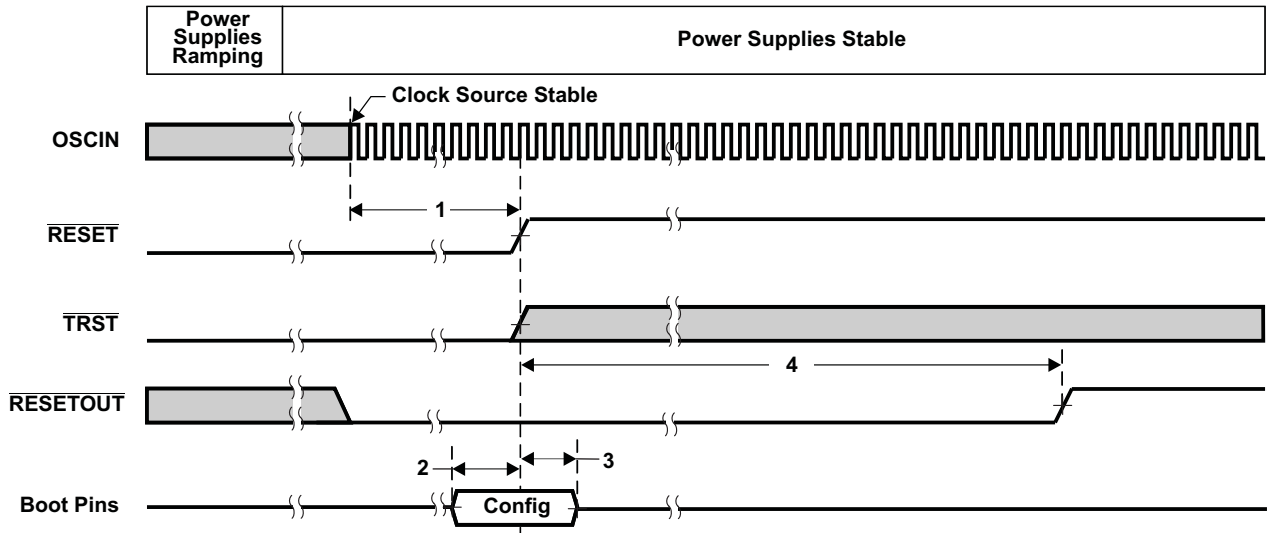 Power
Supplies
Ramping
Power Supplies Stable
Clock Source Stable
OSCIN
1
RESET
TRST
4
RESETOUT
2
3
Boot Pins
Config